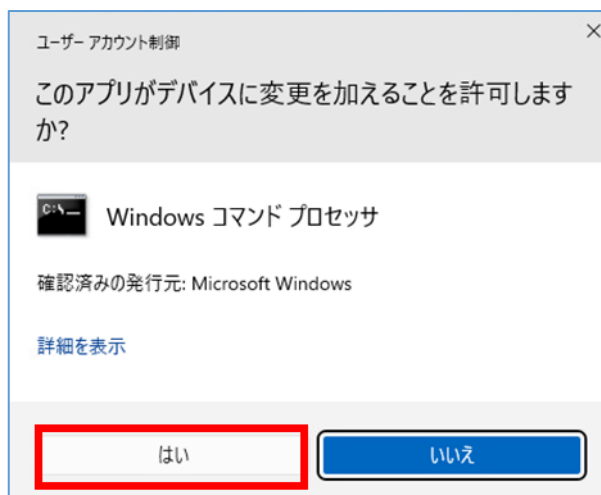 ユーザー アカウント制御
このアプリがデバイスに変更を加えることを許可します
か?
C:\_
Windows コマンド プロセッサ
確認済みの発行元: Microsoft Windows
詳細を表示
はい
いいえ